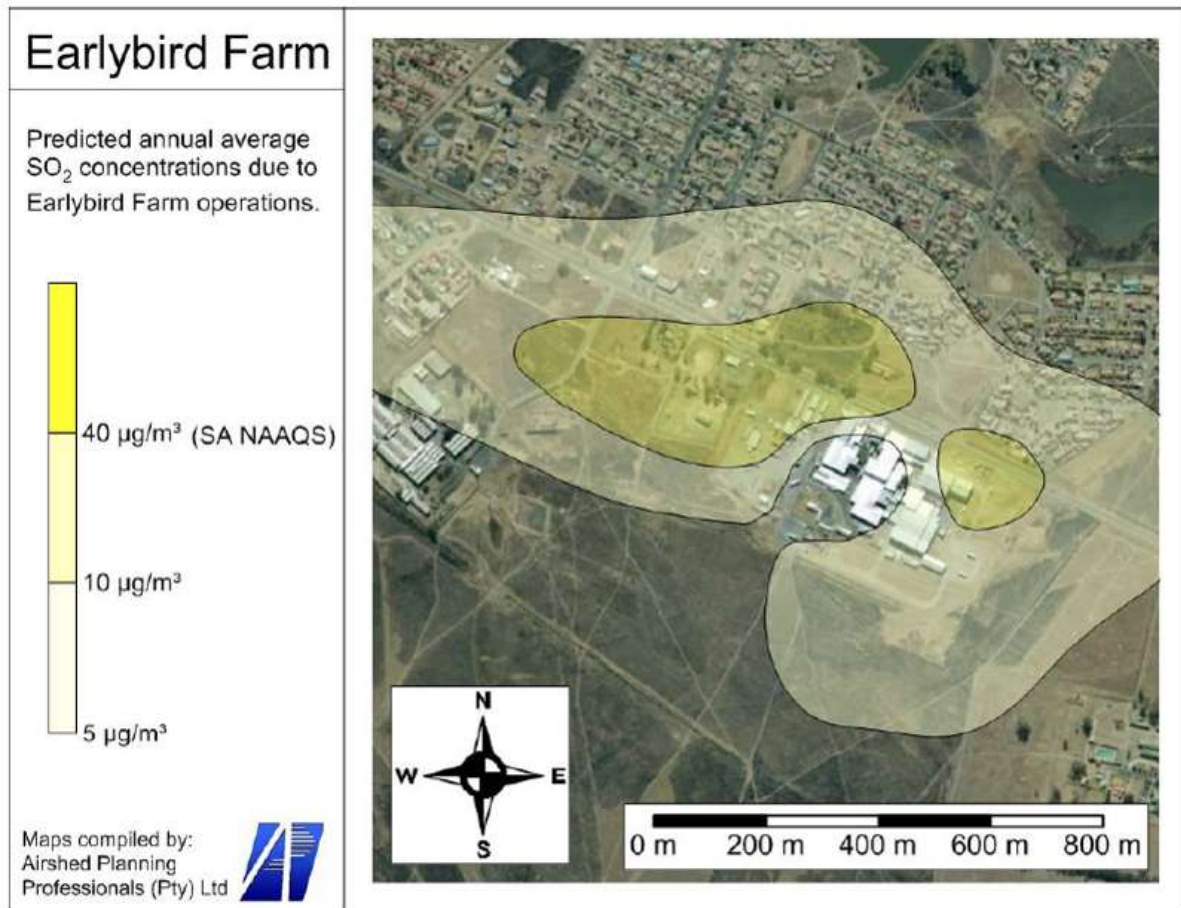 Earlybird Farm
Predicted annual average
SO₂ concentrations due to
Earlybird Farm operations.
40 µg/m³ (SA NAAQS)
10 µg/m³
5 µg/m³
Maps compiled by:
Airshed Planning
Professionals (Pty) Ltd
N
W E
S
0 m 200 m 400 m 600 m 800 m